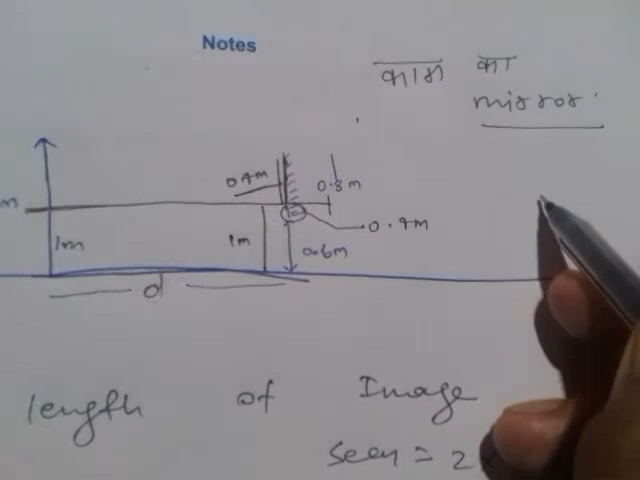 Notes
काम का
mirror.
0.4m
0.8m
m
0.4m
1m
1m
0.6m
d
length of Image
seen = 2